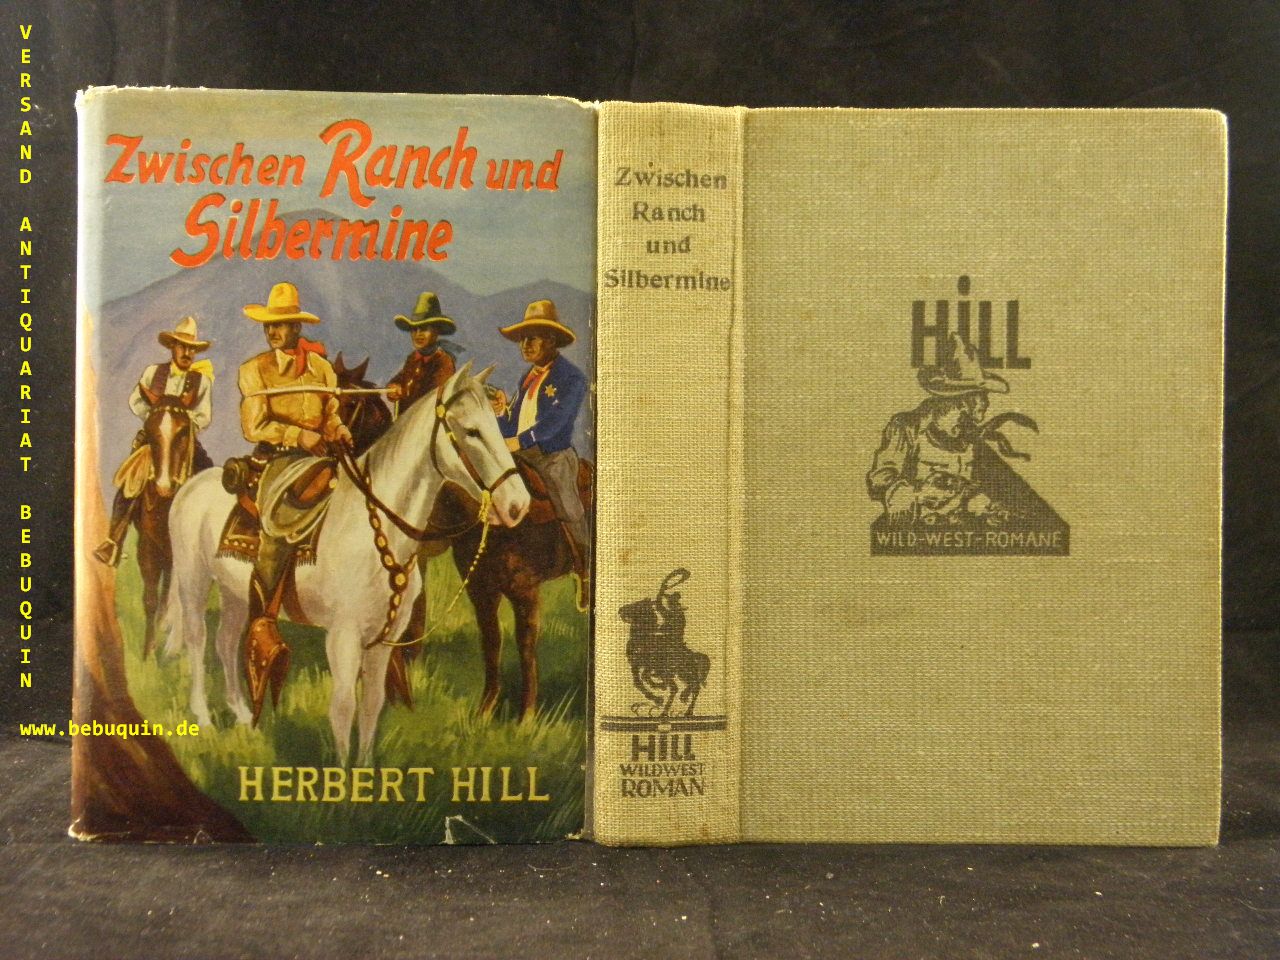 VERSAND ANTIQUARIAT BEBUQUIN
www.bebuquin.de
Zwischen Ranch und
Silbermine
HERBERT HILL
Zwischen
Ranch
und
Silbermine
HILL
WILDWEST
ROMAN
HILL
WILD-WEST-ROMANE